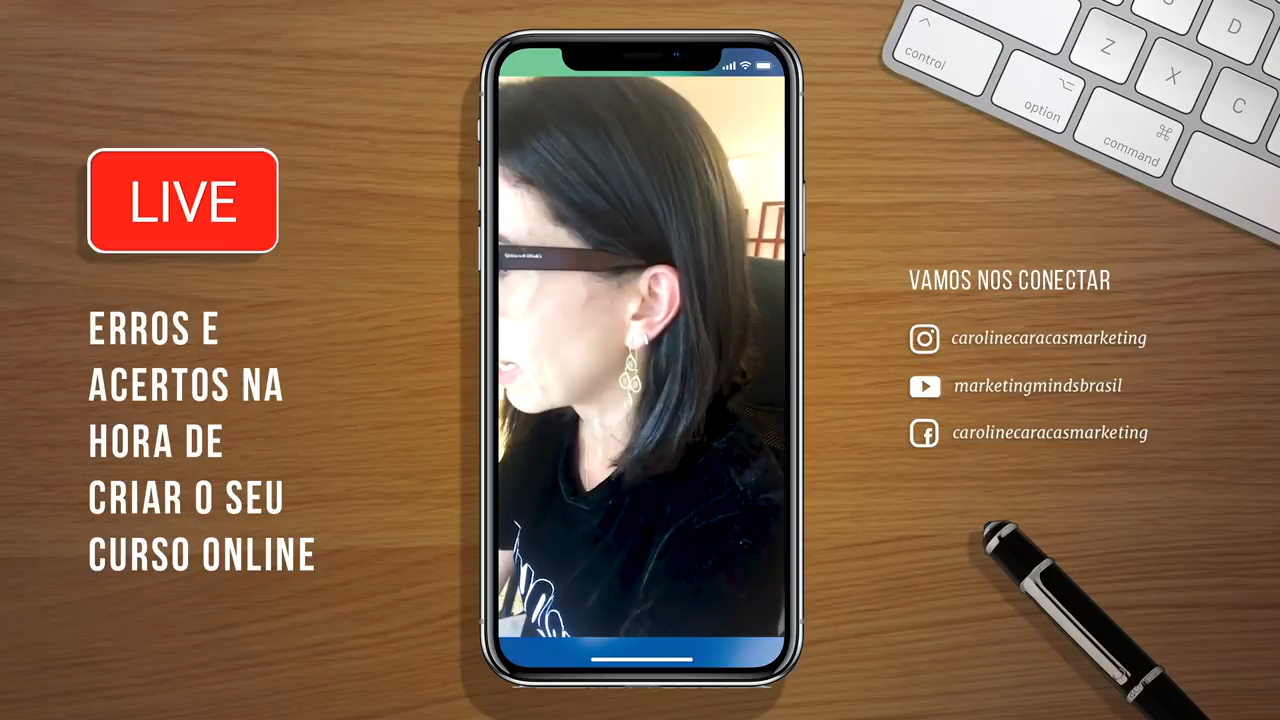 LIVE
ERROS E
ACERTOS NA
HORA DE
CRIAR O SEU
CURSO ONLINE
VAMOS NOS CONECTAR
carolinecaracasmarketing
marketingmindsbrasil
carolinecaracasmarketing
control
option
command
Z
X
C
S
D